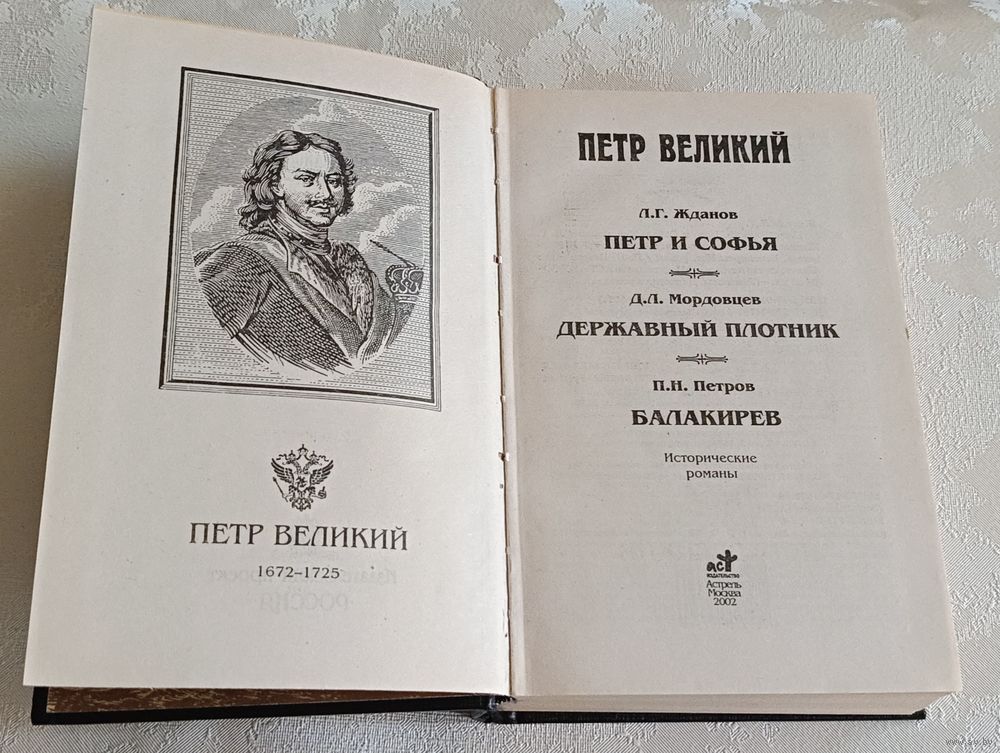 ПЕТР ВЕЛИКИЙ
1672–1725
ПЕТР ВЕЛИКИЙ
Л.Г. Жданов
ПЕТР И СОФЬЯ
Д.Л. Мордовцев
ДЕРЖАВНЫЙ ПЛОТНИК
П.Н. Петров
БАЛАКИРЕВ
Исторические
романы
аст
ИЗДАТЕЛЬСТВО
Астрель
Москва
2002